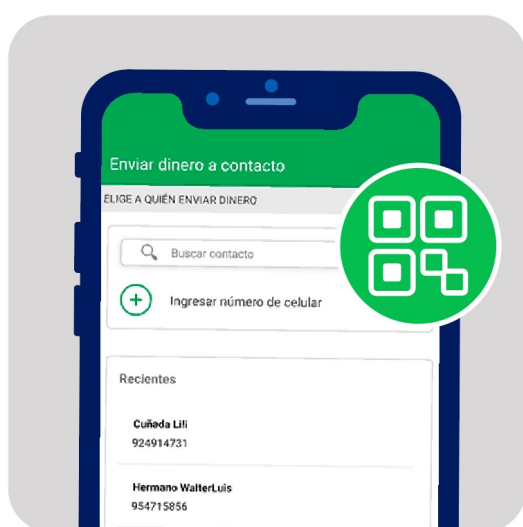 Enviar dinero a contacto
ELIGE A QUIÉN ENVIAR DINERO
Buscar contacto
Ingresar número de celular
Recientes
Cuñada Lili
924914731
Hermano WalterLuis
954715856